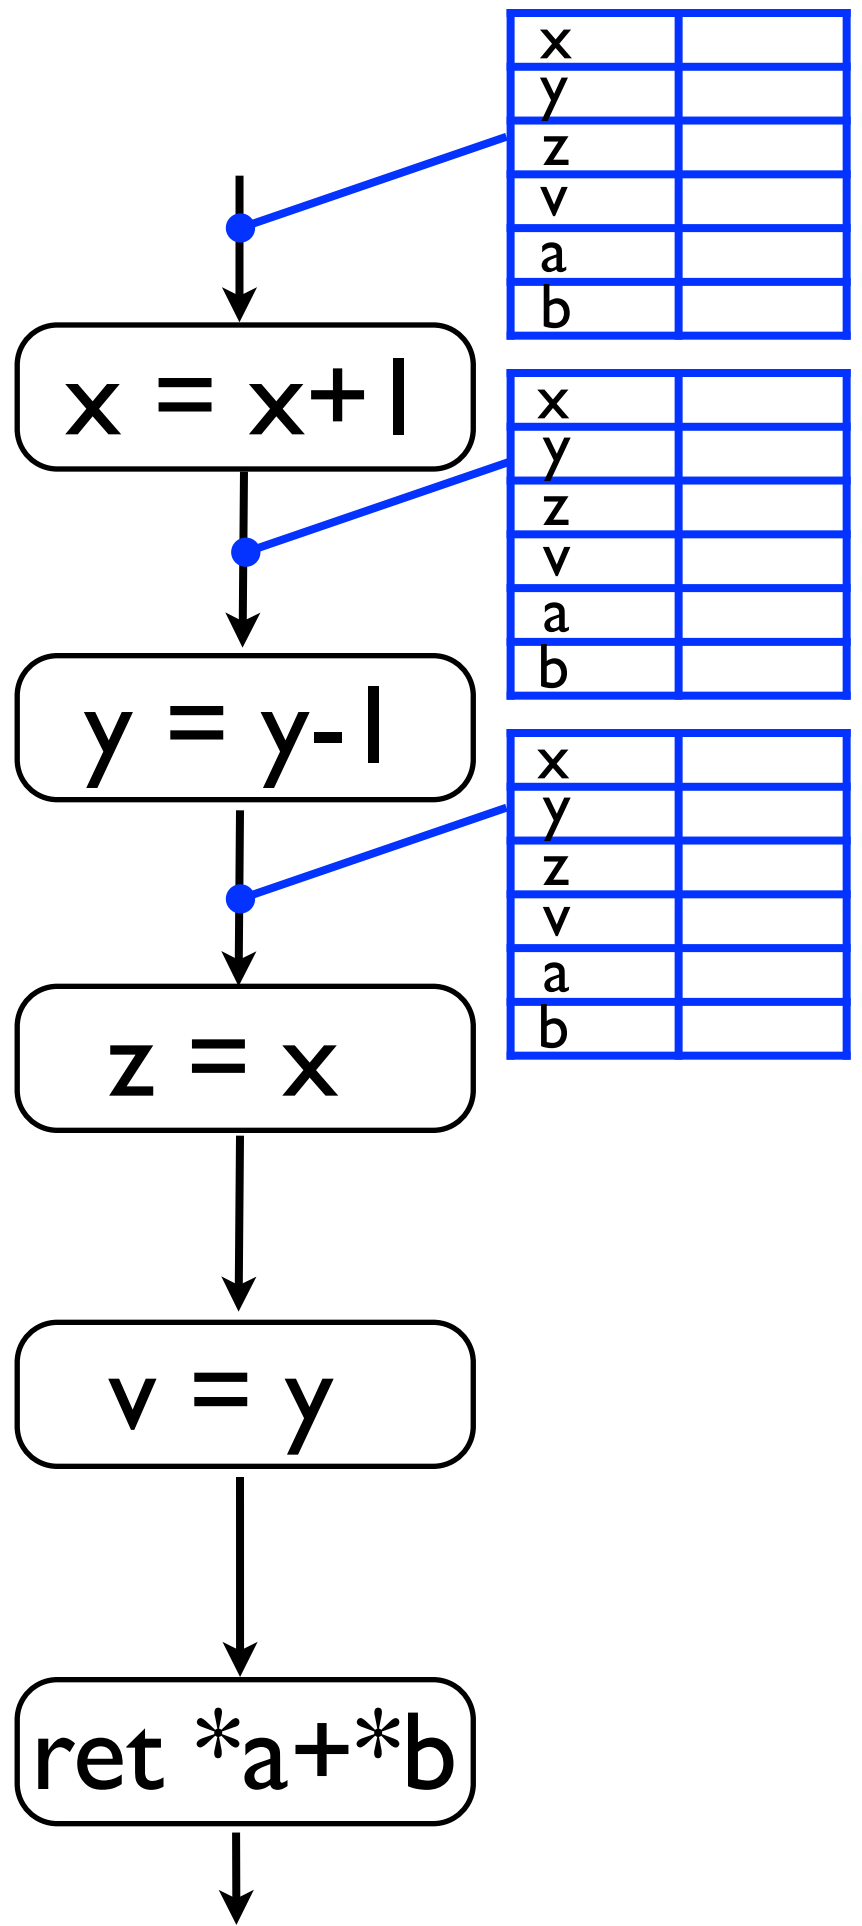 x
y
z
v
a
b
x = x+1
x
y
z
v
a
b
y = y-1
x
y
z
v
a
b
z = x
v = y
ret *a+*b